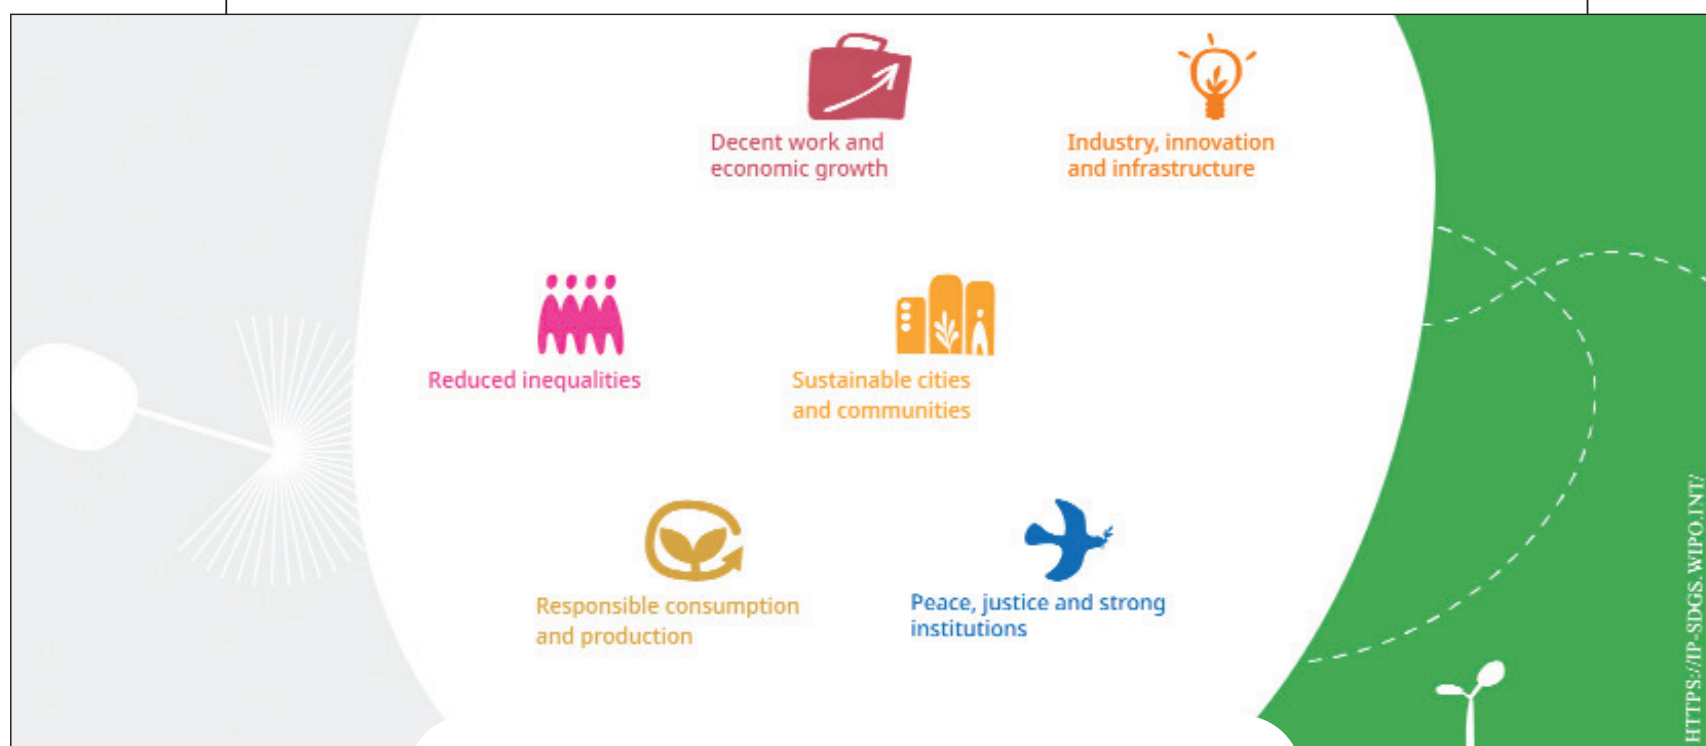 Decent work and
economic growth
Industry, innovation
and infrastructure
Reduced inequalities
Sustainable cities
and communities
Responsible consumption
and production
Peace, justice and strong
institutions
HTTPS://IP-SDGS.WIPO.INT/